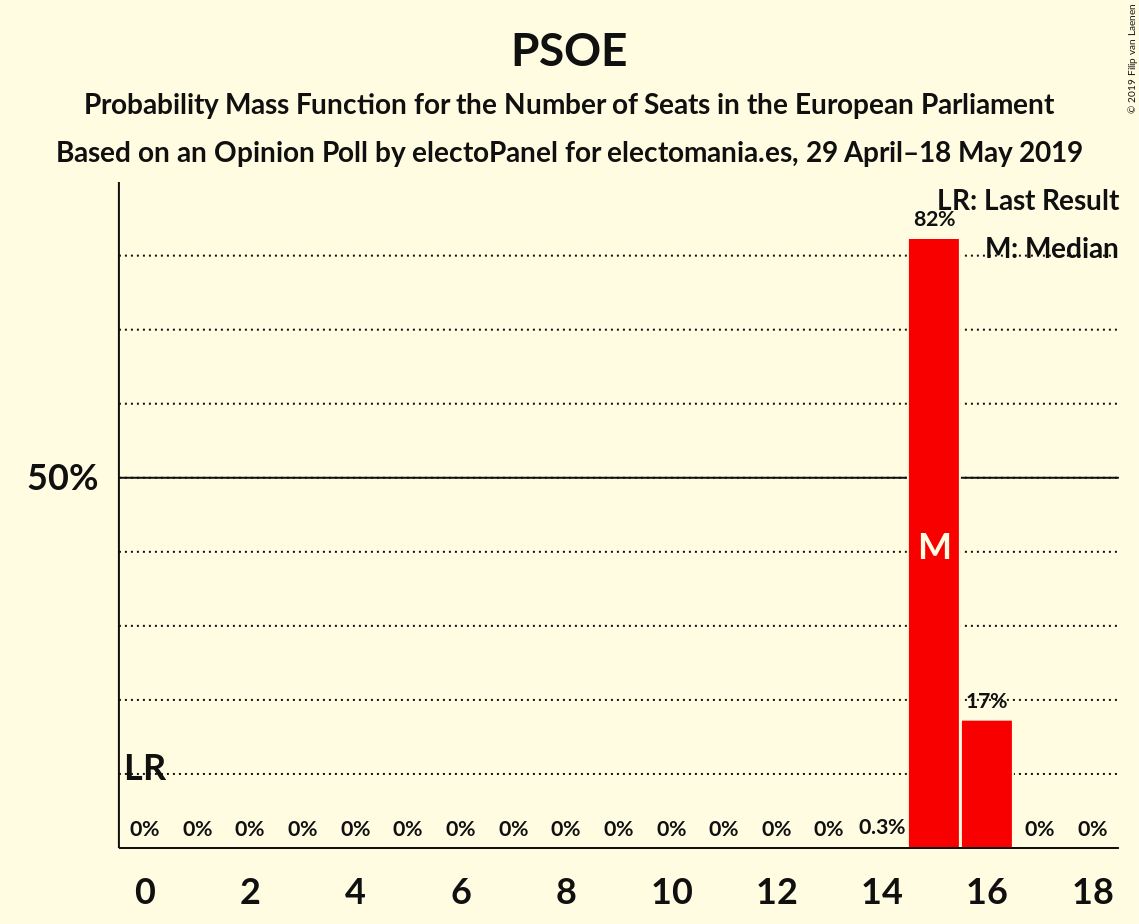 PSOE
Probability Mass Function for the Number of Seats in the European Parliament
Based on an Opinion Poll by electoPanel for electomania.es, 29 April–18 May 2019
© 2019 Filip van Laenen
LR: Last Result
82%
M: Median
50%
M
17%
LR
0% 0% 0% 0% 0% 0% 0% 0% 0% 0% 0% 0% 0% 0% 0.3% 0% 0%
0 2 4 6 8 10 12 14 16 18